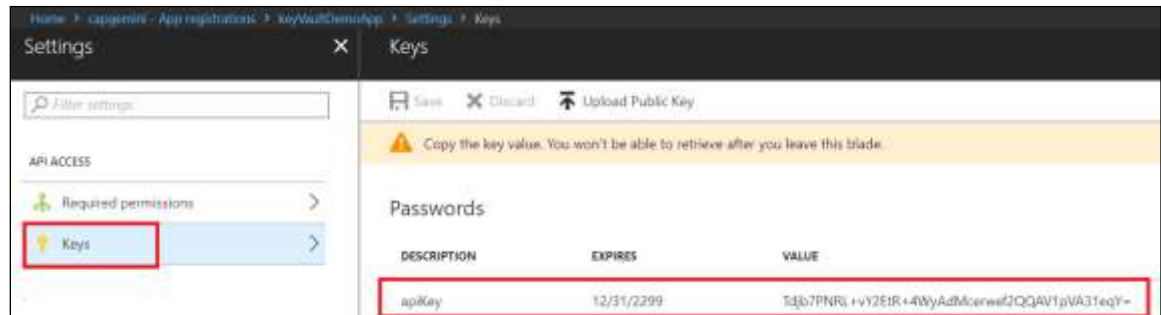 Home > capgemini - App registrations > keyVaultDemoApp > Settings > Keys
Settings
Keys
Filter settings
Save Discard Upload Public Key
Copy the key value. You won't be able to retrieve after you leave this blade.
API ACCESS
Required permissions
Keys
Passwords
DESCRIPTION EXPIRES VALUE
apiKey 12/31/2299